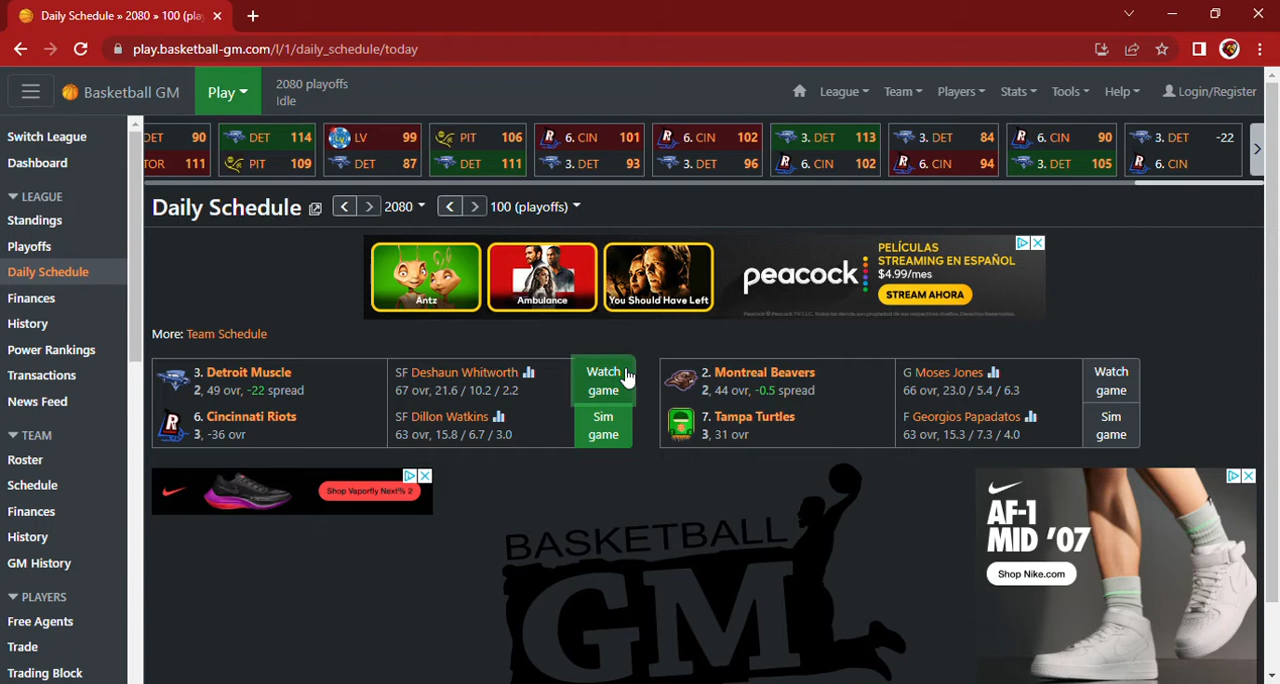 Daily Schedule » 2080 » 100 (pla
play.basketball-gm.com/l/1/daily_schedule/today
Basketball GM
Play
2080 playoffs
Idle
League
Team
Players
Stats
Tools
Help
Login/Register
Switch League
Dashboard
LEAGUE
Standings
Playoffs
Daily Schedule
Finances
History
Power Rankings
Transactions
News Feed
TEAM
Roster
Schedule
Finances
History
GM History
PLAYERS
Free Agents
Trade
Trading Block
DET 90
TOR 111
DET 114
PIT 109
LV 99
DET 87
PIT 106
DET 111
6. CIN 101
3. DET 93
6. CIN 102
3. DET 96
3. DET 113
6. CIN 102
3. DET 84
6. CIN 94
6. CIN 90
3. DET 105
3. DET -22
6. CIN
Daily Schedule
2080
100 (playoffs)
Antz
Ambulance
You Should Have Left
peacock
PELÍCULAS
STREAMING EN ESPAÑOL
$4.99/mes
STREAM AHORA
More: Team Schedule
3. Detroit Muscle
2, 49 ovr, -22 spread
SF Deshaun Whitworth
67 ovr, 21.6 / 10.2 / 2.2
Watch
game
6. Cincinnati Riots
3, -36 ovr
SF Dillon Watkins
63 ovr, 15.8 / 6.7 / 3.0
Sim
game
2. Montreal Beavers
2, 44 ovr, -0.5 spread
G Moses Jones
66 ovr, 23.0 / 5.4 / 6.3
Watch
game
7. Tampa Turtles
3, 31 ovr
F Georgios Papadatos
63 ovr, 15.3 / 7.3 / 4.0
Sim
game
Shop Vaporfly Next% 2
BASKETBALL
GM
AF-1
MID '07
Shop Nike.com